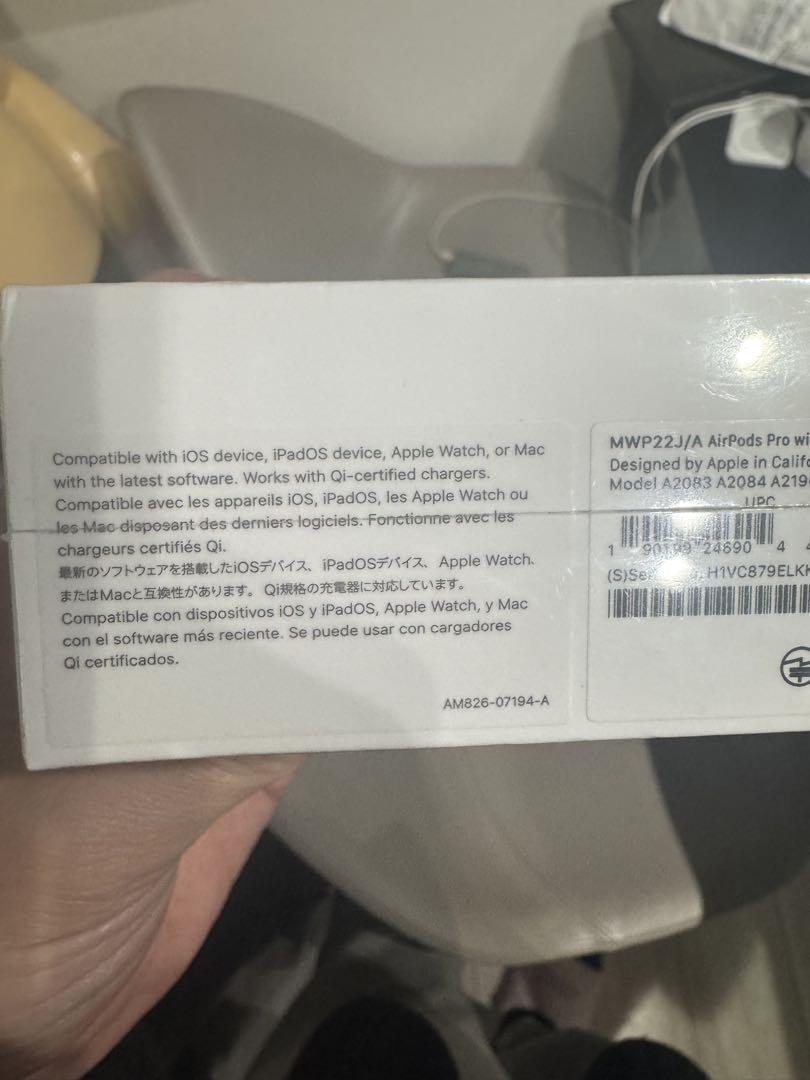 Compatible with iOS device, iPadOS device, Apple Watch, or Mac
with the latest software. Works with Qi-certified chargers.
Compatible avec les appareils iOS, iPadOS, les Apple Watch ou
les Mac disposant des derniers logiciels. Fonctionne avec les
chargeurs certifiés Qi.
最新のソフトウェアを搭載したiOSデバイス、iPadOSデバイス、Apple Watch、
またはMacと互換性があります。Qi規格の充電器に対応しています。
Compatible con dispositivos iOS y iPadOS, Apple Watch, y Mac
con el software más reciente. Se puede usar con cargadores
Qi certificados.
AM826-07194-A
MWP22J/A AirPods Pro wi
Designed by Apple in Califo
Model A2083 A2084 A219
UPC
1 90199 24690 4
(S)Se H1VC879ELK